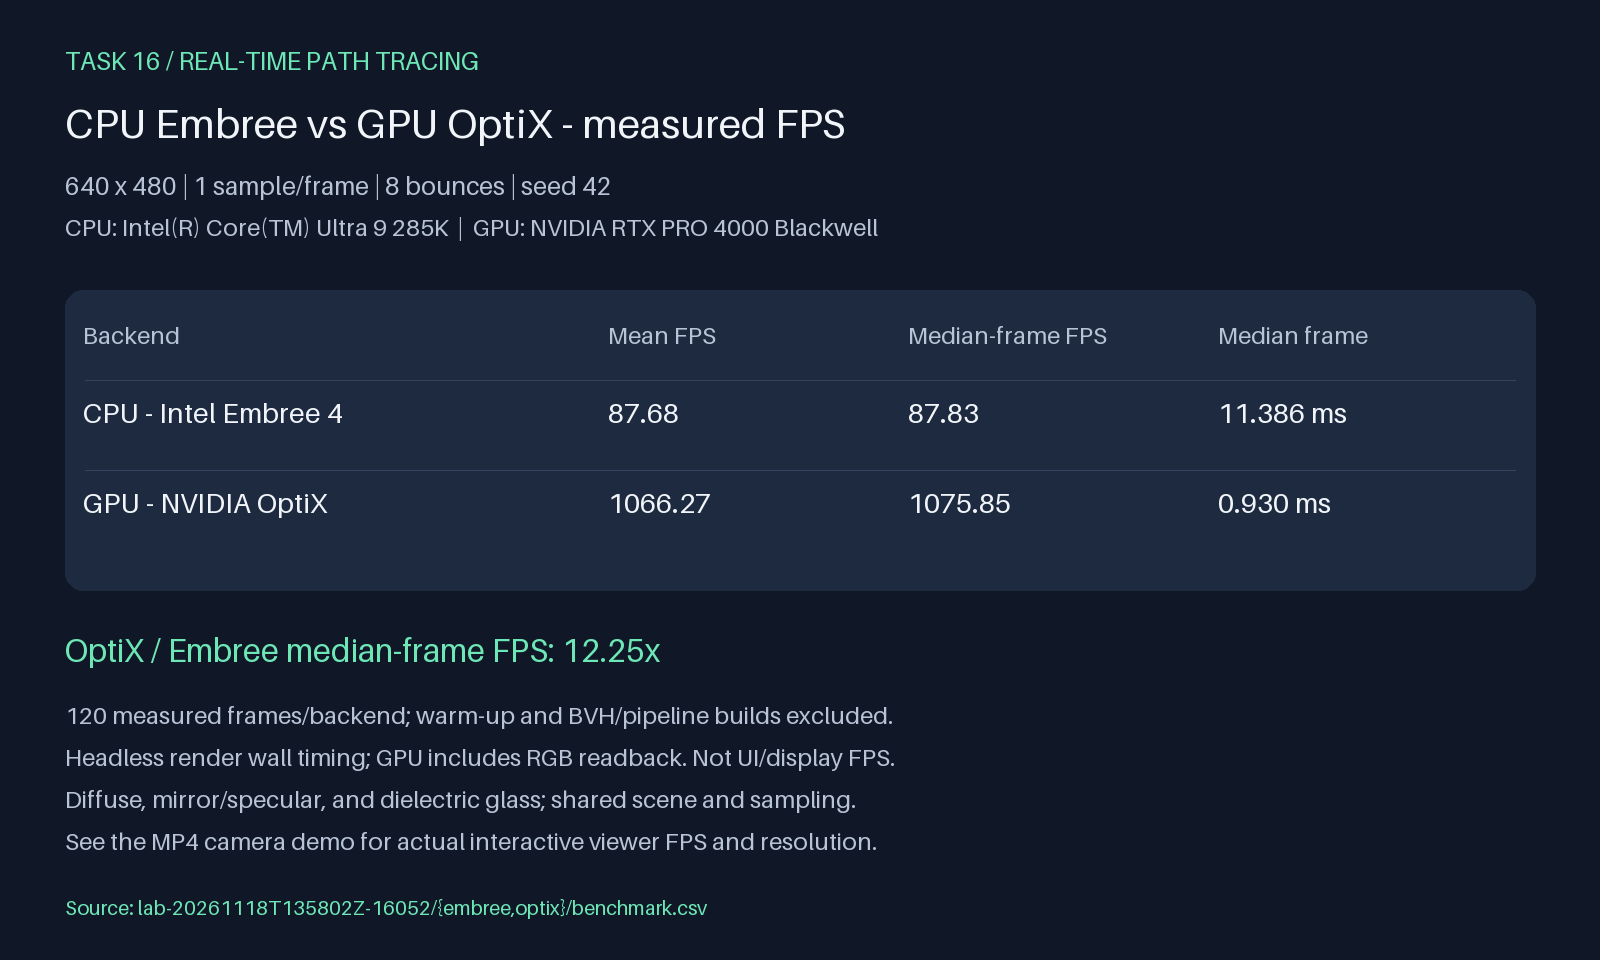 TASK 16 / REAL-TIME PATH TRACING
CPU Embree vs GPU OptiX - measured FPS
640 x 480 | 1 sample/frame | 8 bounces | seed 42
CPU: Intel(R) Core(TM) Ultra 9 285K | GPU: NVIDIA RTX PRO 4000 Blackwell
Backend Mean FPS Median-frame FPS Median frame
CPU - Intel Embree 4 87.68 87.83 11.386 ms
GPU - NVIDIA OptiX 1066.27 1075.85 0.930 ms
OptiX / Embree median-frame FPS: 12.25x
120 measured frames/backend; warm-up and BVH/pipeline builds excluded.
Headless render wall timing; GPU includes RGB readback. Not UI/display FPS.
Diffuse, mirror/specular, and dielectric glass; shared scene and sampling.
See the MP4 camera demo for actual interactive viewer FPS and resolution.
Source: lab-20261118T135802Z-16052/{embree,optix}/benchmark.csv